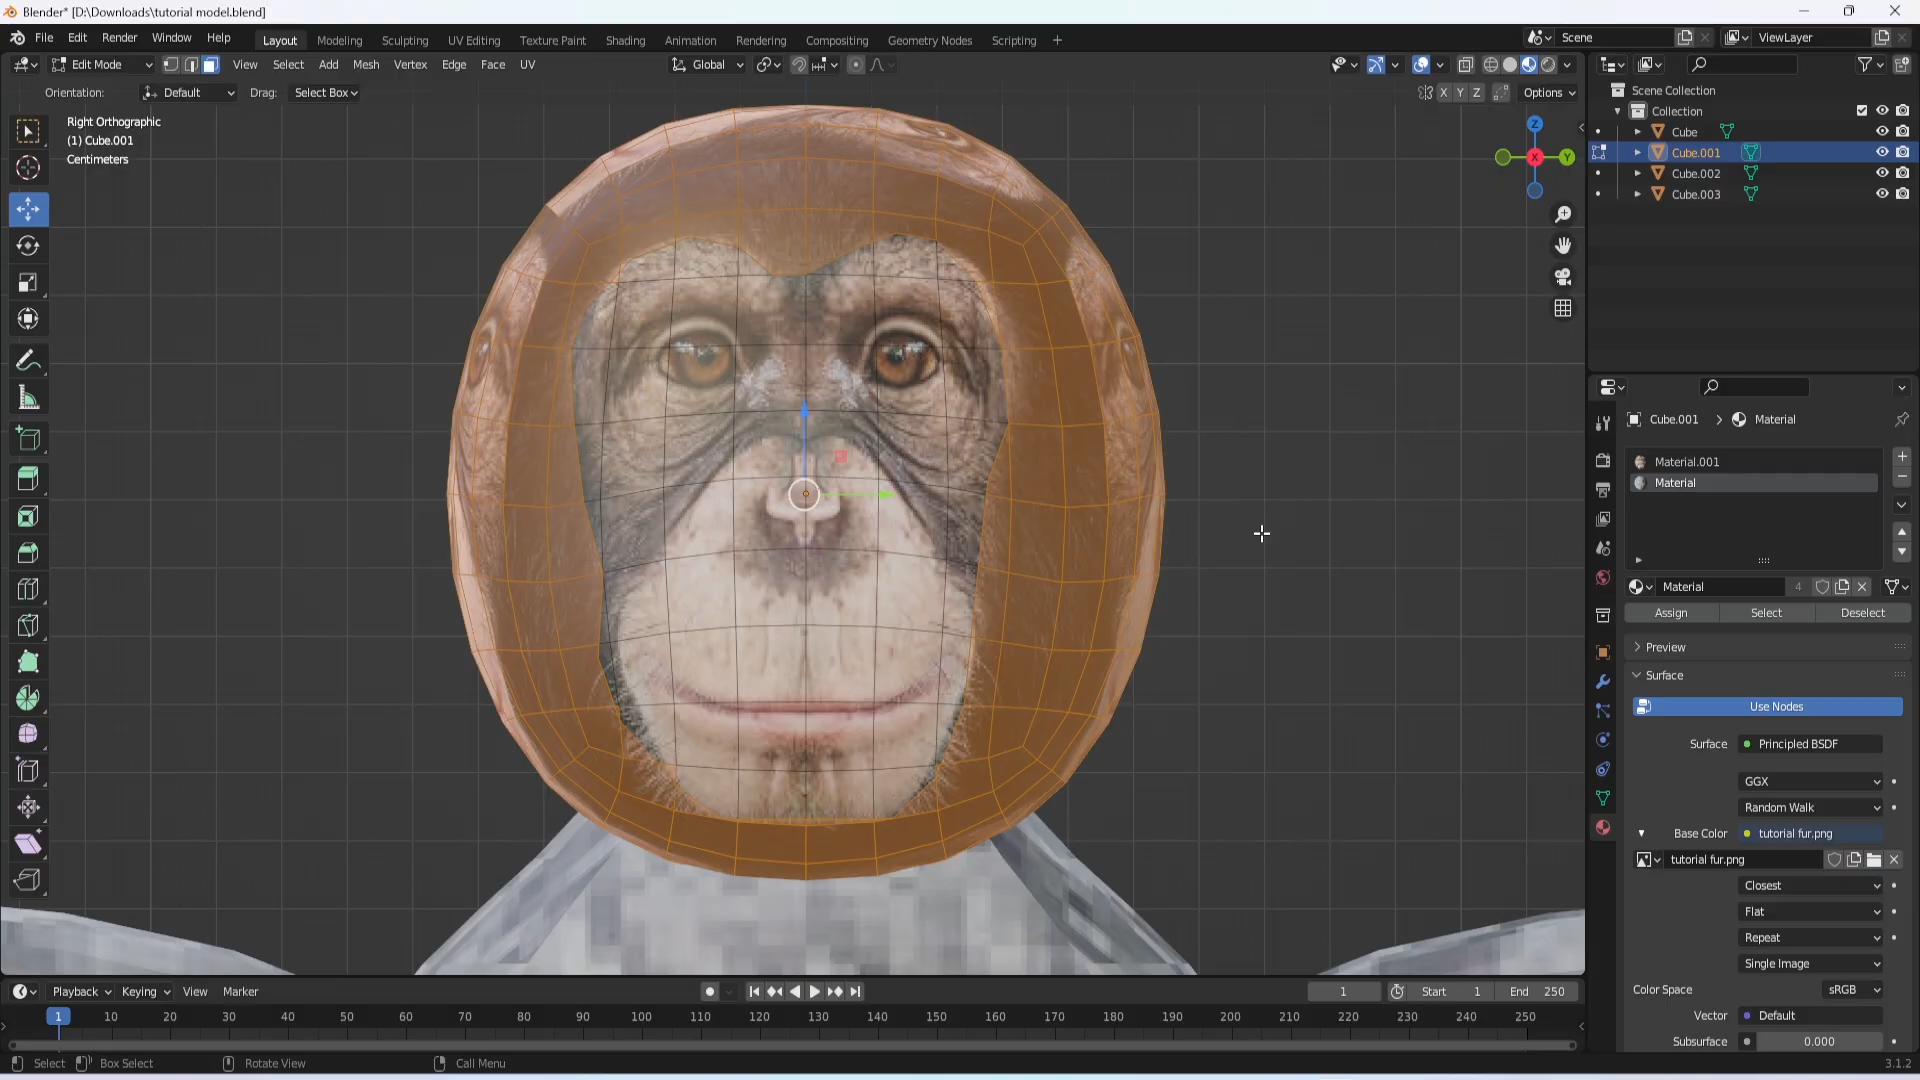 Blender* [D:\Downloads\tutorial model.blend]
File Edit Render Window Help Layout Modeling Sculpting UV Editing Texture Paint Shading Animation Rendering Compositing Geometry Nodes Scripting + Scene ViewLayer
Edit Mode View Select Add Mesh Vertex Edge Face UV Global
Orientation: Default Drag: Select Box X Y Z Options
Right Orthographic
(1) Cube.001
Centimeters
Z
X Y
Scene Collection
Collection
Cube
Cube.001
Cube.002
Cube.003
Cube.001 > Material
Material.001
Material
Material 4
Assign Select Deselect
Preview
Surface
Use Nodes
Surface Principled BSDF
GGX
Random Walk
Base Color tutorial fur.png
tutorial fur.png
Closest
Flat
Repeat
Single Image
Color Space sRGB
Vector Default
Subsurface 0.000
Playback Keying View Marker 1 Start 1 End 250
1 10 20 30 40 50 60 70 80 90 100 110 120 130 140 150 160 170 180 190 200 210 220 230 240 250
Select Box Select Rotate View Call Menu 3.1.2